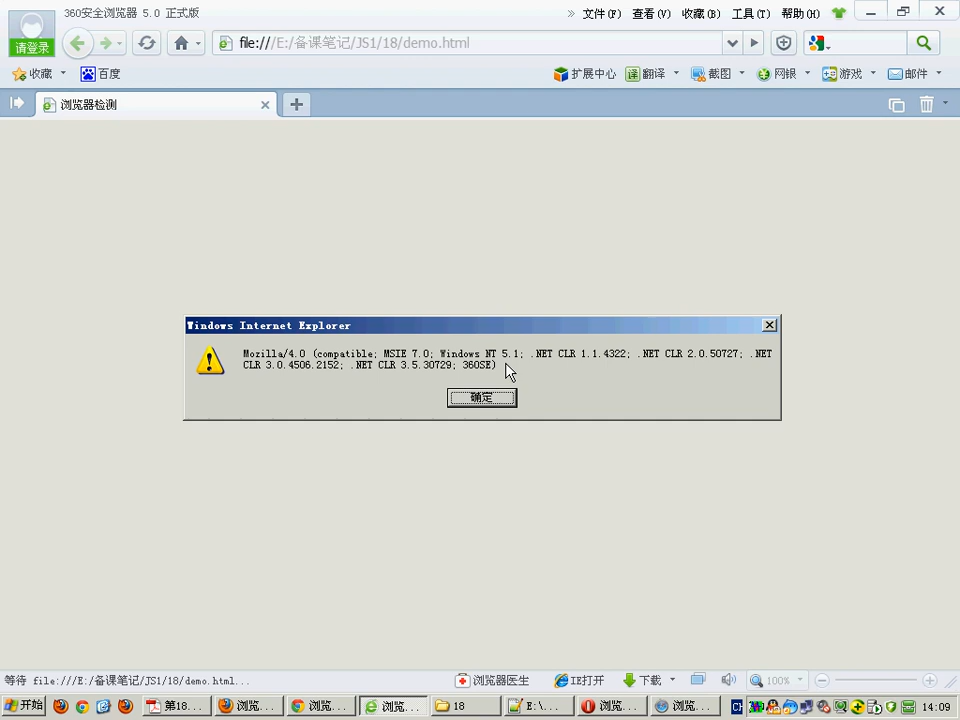 360安全浏览器 5.0 正式版
» 文件(F) 查看(V) 收藏(B) 工具(T) 帮助(H)
请登录
file:///E:/备课笔记/JS1/18/demo.html
收藏 百度 扩展中心 翻译 截图 网银 游戏 邮件
浏览器检测
Windows Internet Explorer
Mozilla/4.0 (compatible; MSIE 7.0; Windows NT 5.1; .NET CLR 1.1.4322; .NET CLR 2.0.50727; .NET
CLR 3.0.4506.2152; .NET CLR 3.5.30729; 360SE)
确定
等待 file:///E:/备课笔记/JS1/18/demo.html... 浏览器医生 IE打开 下载 100%
开始 第18... 浏览... 浏览... 浏览... 18 E:\... 浏览... 浏览... CH 14:09